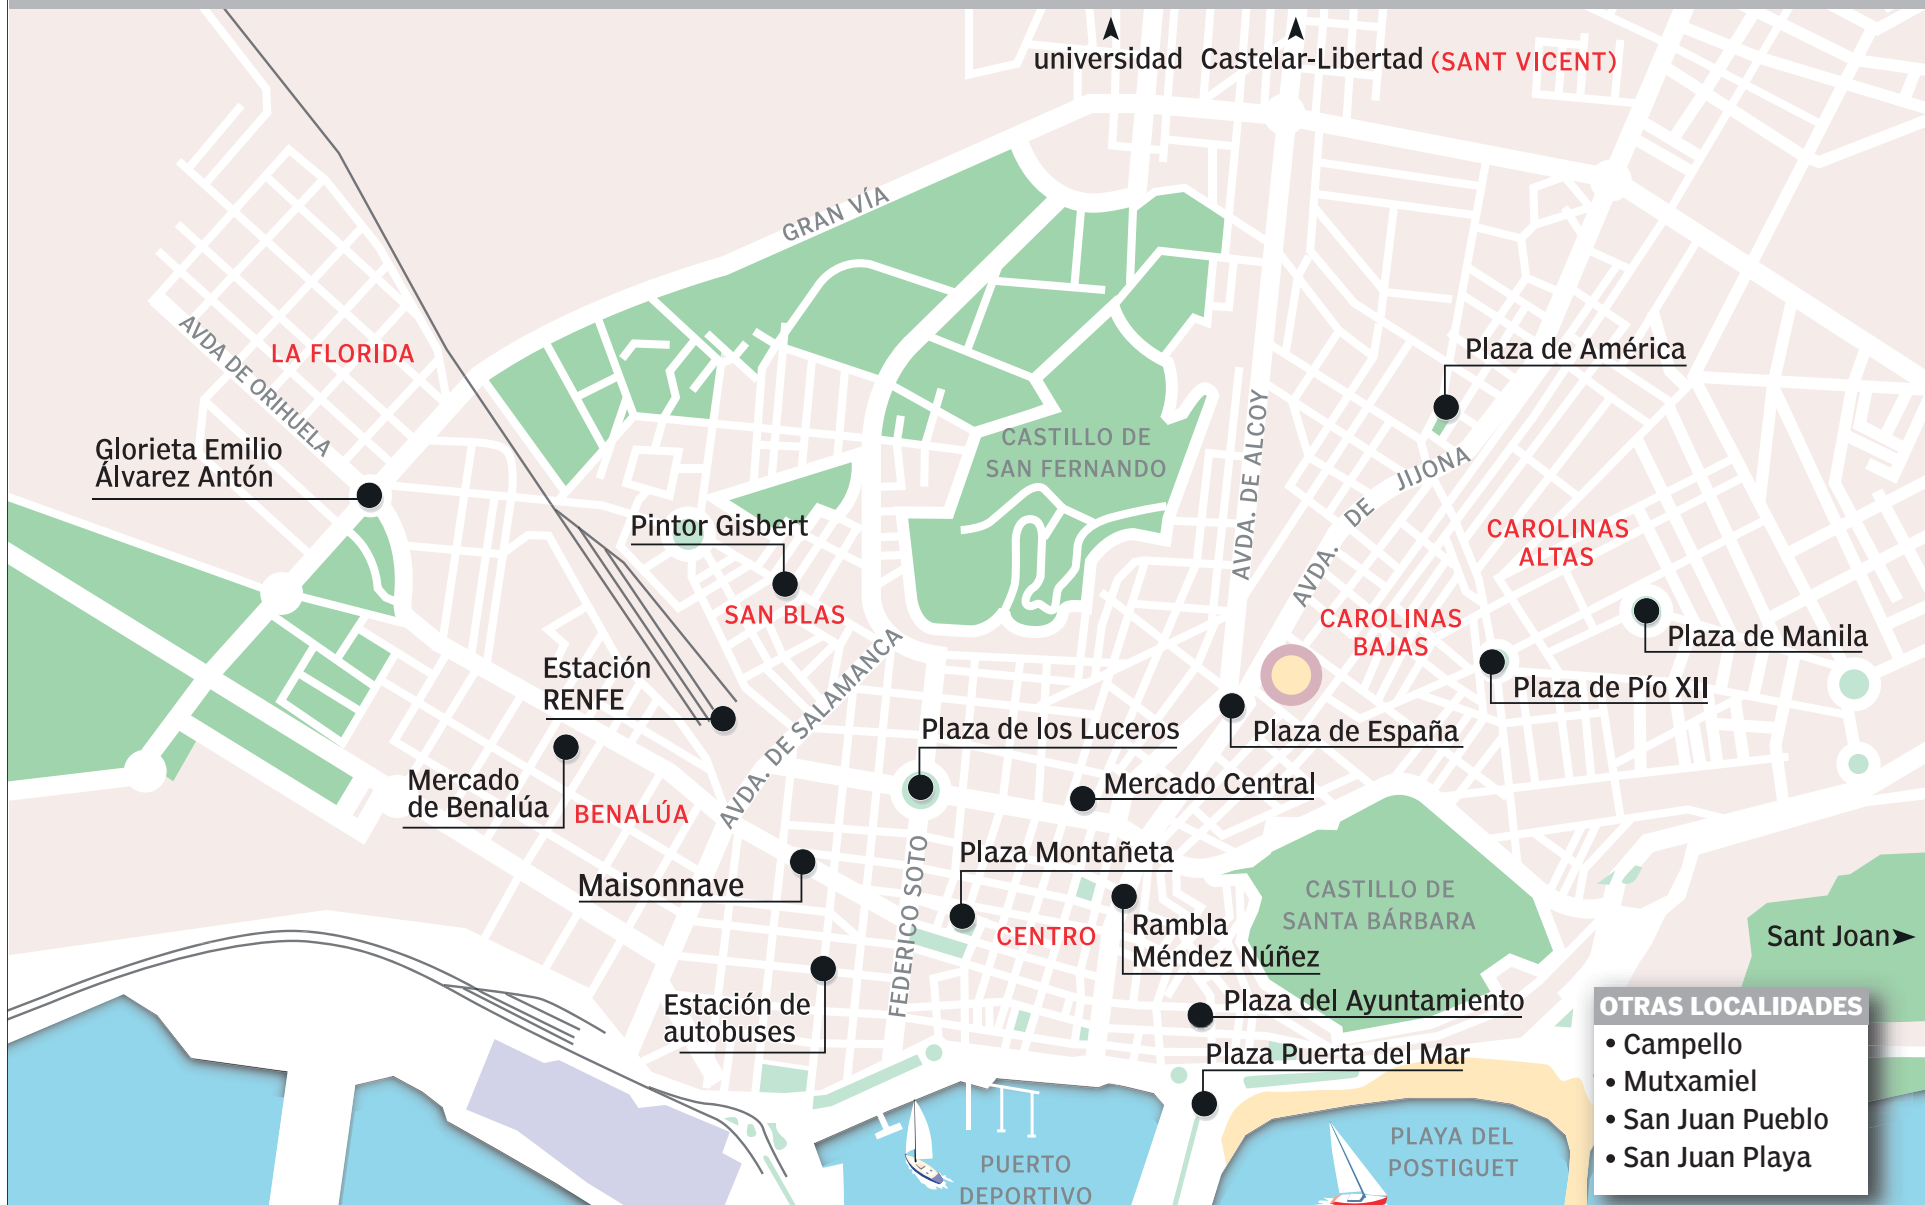 universidad
Castelar-Libertad (SANT VICENT)
GRAN VÍA
AVDA DE ORIHUELA
LA FLORIDA
Plaza de América
Glorieta Emilio
Álvarez Antón
CASTILLO DE
SAN FERNANDO
AVDA. DE ALCOY
AVDA. DE JIJONA
Pintor Gisbert
SAN BLAS
CAROLINAS
ALTAS
CAROLINAS
BAJAS
Plaza de Manila
Estación
RENFE
AVDA. DE SALAMANCA
Plaza de Pío XII
Plaza de los Luceros
Plaza de España
Mercado
de Benalúa
BENALÚA
Mercado Central
Maisonnave
FEDERICO SOTO
Plaza Montañeta
CENTRO
Rambla
Méndez Núñez
CASTILLO DE
SANTA BÁRBARA
Sant Joan
Estación de
autobuses
Plaza del Ayuntamiento
Plaza Puerta del Mar
PUERTO
DEPORTIVO
PLAYA DEL
POSTIGUET
OTRAS LOCALIDADES
• Campello
• Mutxamiel
• San Juan Pueblo
• San Juan Playa